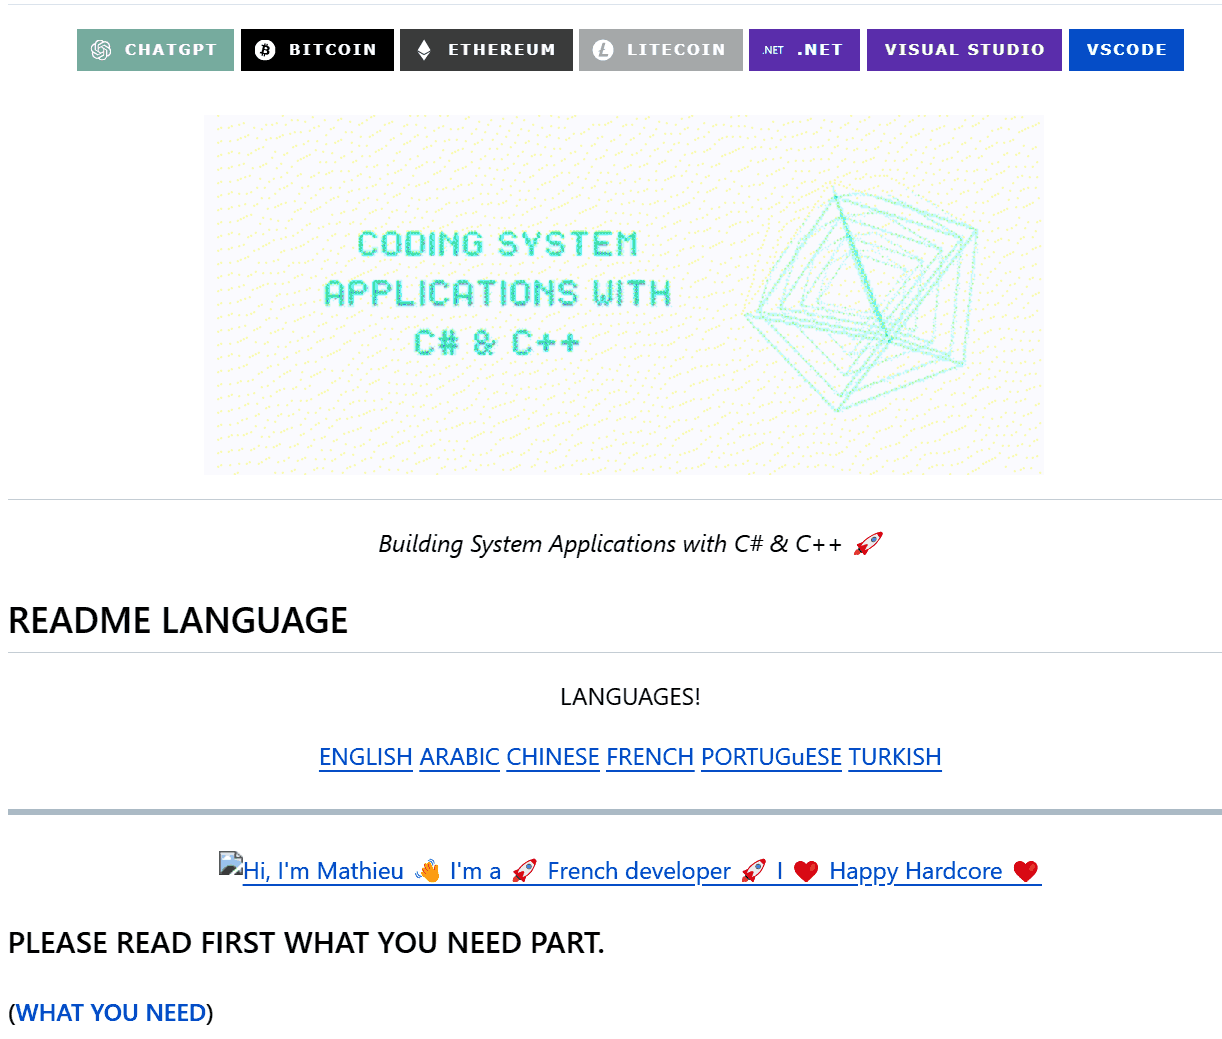 CHATGPT BITCOIN ETHEREUM LITECOIN .NET .NET VISUAL STUDIO VSCODE
CODING SYSTEM
APPLICATIONS WITH
C# & C++
Building System Applications with C# & C++ 🚀
README LANGUAGE
LANGUAGES!
ENGLISH ARABIC CHINESE FRENCH PORTUGuESE TURKISH
Hi, I'm Mathieu 👋 I'm a 🚀 French developer 🚀 I ❤️ Happy Hardcore ❤️
PLEASE READ FIRST WHAT YOU NEED PART.
(WHAT YOU NEED)